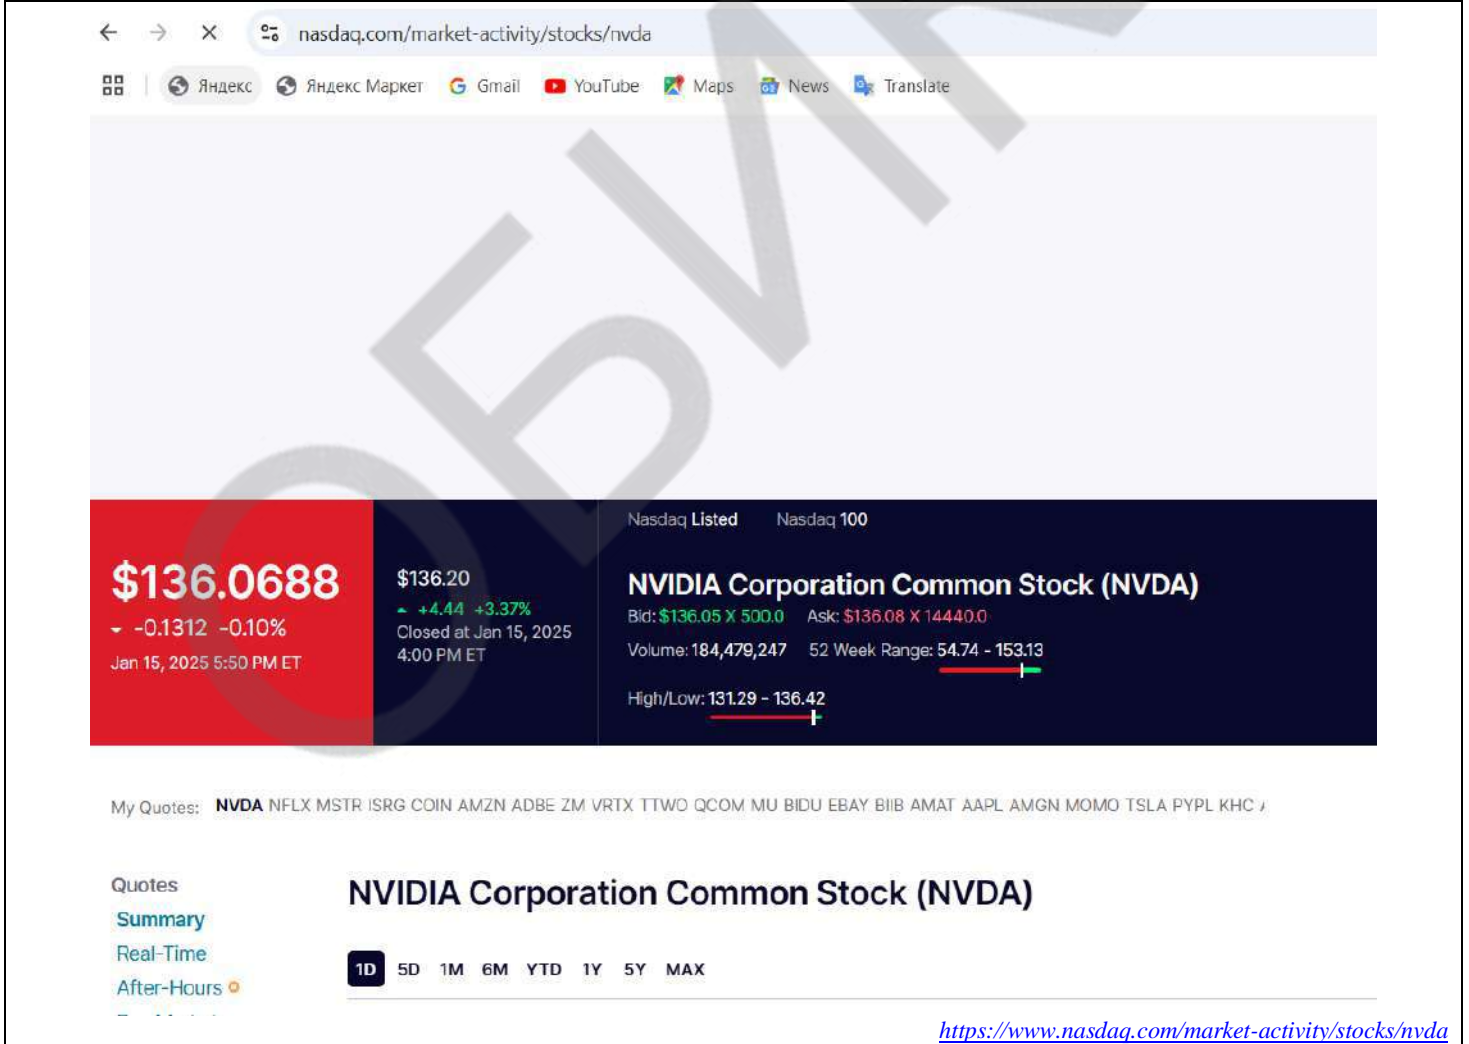 nasdaq.com/market-activity/stocks/nvda
Яндекс Яндекс Маркет Gmail YouTube Maps News Translate
ОБИ
Nasdaq Listed Nasdaq 100
$136.0688
-0.1312 -0.10%
Jan 15, 2025 5:50 PM ET
$136.20
+4.44 +3.37%
Closed at Jan 15, 2025
4:00 PM ET
NVIDIA Corporation Common Stock (NVDA)
Bid: $136.05 X 500.0 Ask: $136.08 X 14440.0
Volume: 184,479,247 52 Week Range: 54.74 - 153.13
High/Low: 131.29 - 136.42
My Quotes: NVDA NFLX MSTR ISRG COIN AMZN ADBE ZM VRTX TTWO QCOM MU BIDU EBAY BIIB AMAT AAPL AMGN MOMO TSLA PYPL KHC
Quotes
Summary
Real-Time
After-Hours
NVIDIA Corporation Common Stock (NVDA)
1D 5D 1M 6M YTD 1Y 5Y MAX
https://www.nasdaq.com/market-activity/stocks/nvda